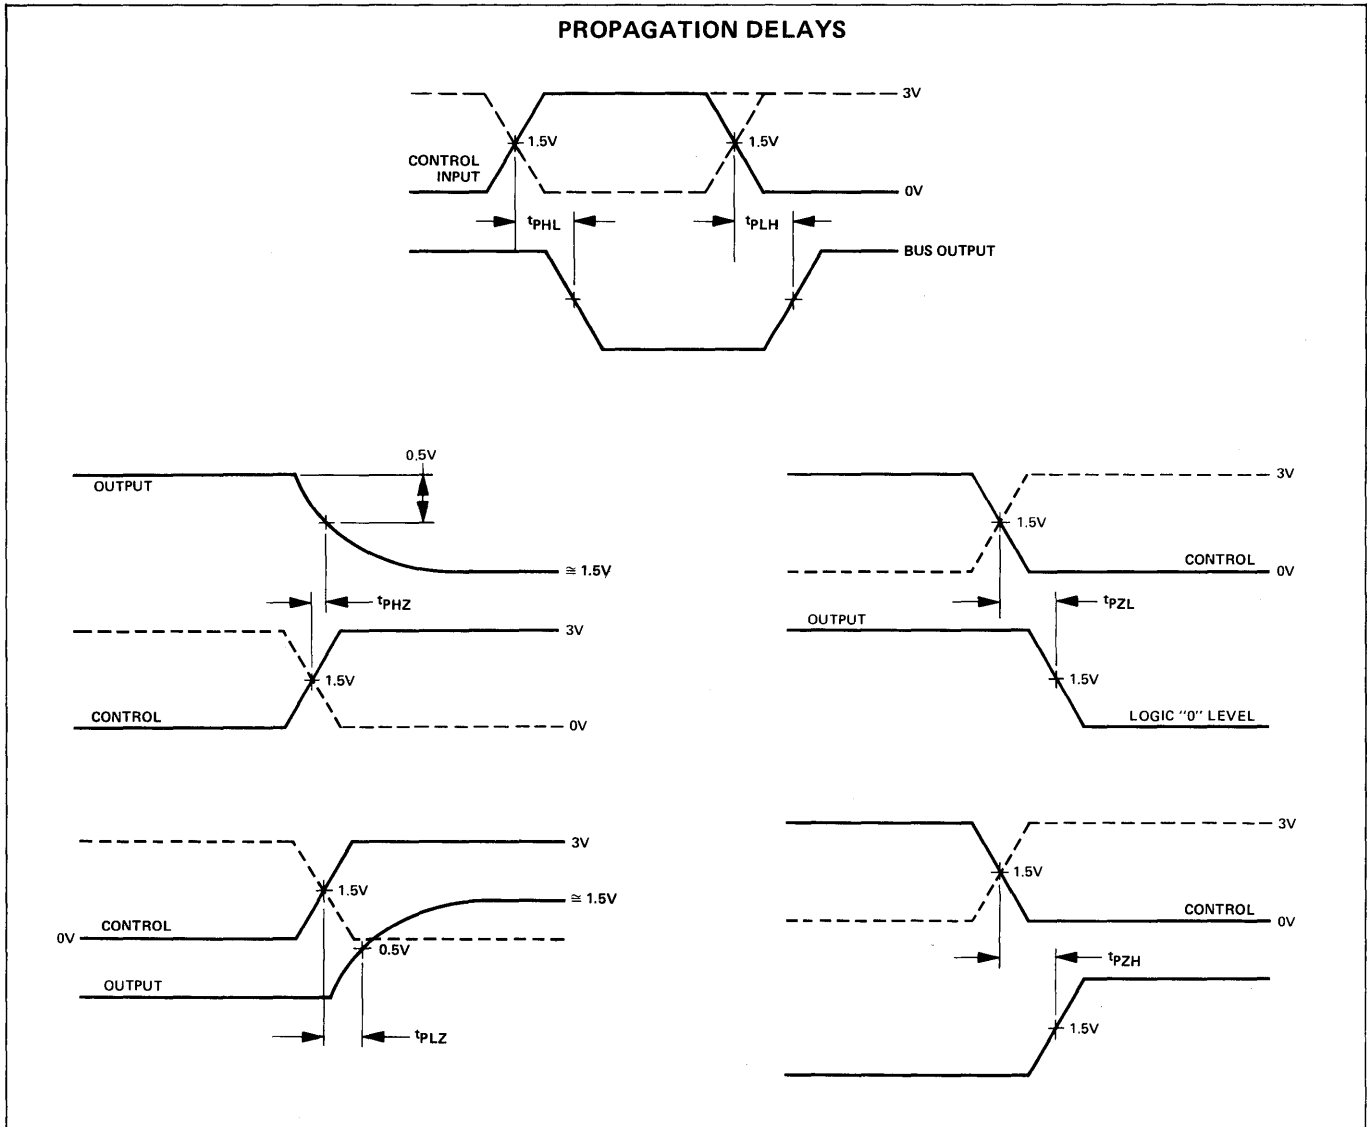 PROPAGATION DELAYS
3V
1.5V
1.5V
CONTROL
INPUT
0V
tPHL
tPLH
BUS OUTPUT
0.5V
OUTPUT
≅ 1.5V
tPHZ
3V
1.5V
CONTROL
0V
3V
1.5V
CONTROL
0V
tPZL
OUTPUT
1.5V
LOGIC "0" LEVEL
3V
1.5V
≅ 1.5V
0V
CONTROL
0.5V
OUTPUT
tPLZ
3V
1.5V
CONTROL
0V
tPZH
1.5V